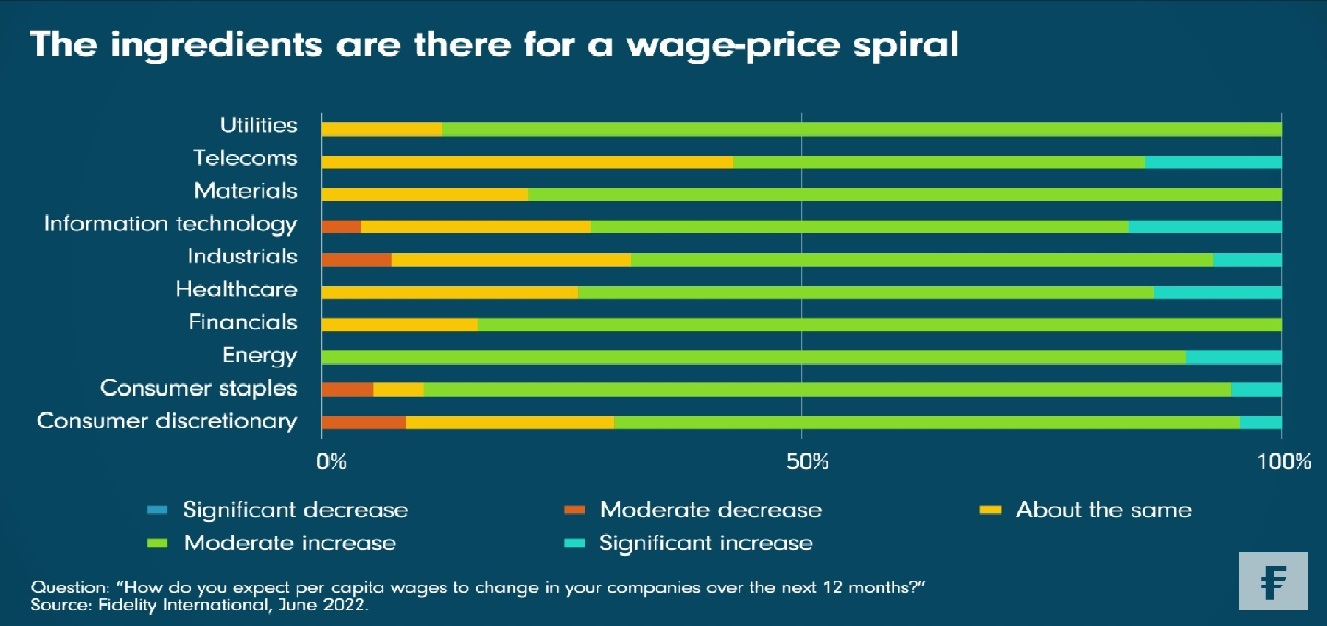 The ingredients are there for a wage-price spiral
Utilities
Telecoms
Materials
Information technology
Industrials
Healthcare
Financials
Energy
Consumer staples
Consumer discretionary
0% 50% 100%
Significant decrease Moderate decrease About the same
Moderate increase Significant increase
Question: “How do you expect per capita wages to change in your companies over the next 12 months?”
Source: Fidelity International, June 2022.
F